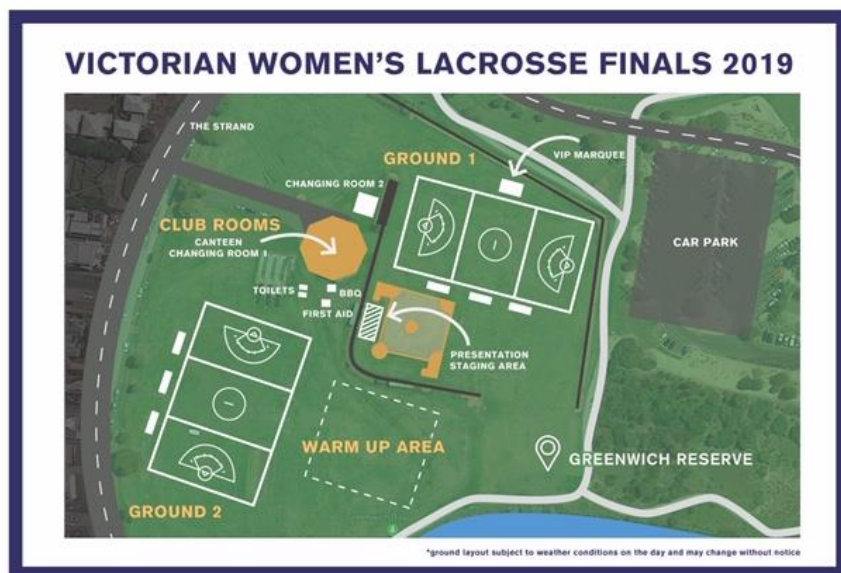 VICTORIAN WOMEN'S LACROSSE FINALS 2019
THE STRAND
GROUND 1
VIP MARQUEE
CHANGING ROOM 2
CLUB ROOMS
CANTEEN
CHANGING ROOM 1
CAR PARK
TOILETS
BBQ
FIRST AID
PRESENTATION
STAGING AREA
WARM UP AREA
GREENWICH RESERVE
GROUND 2
*ground layout subject to weather conditions on the day and may change without notice